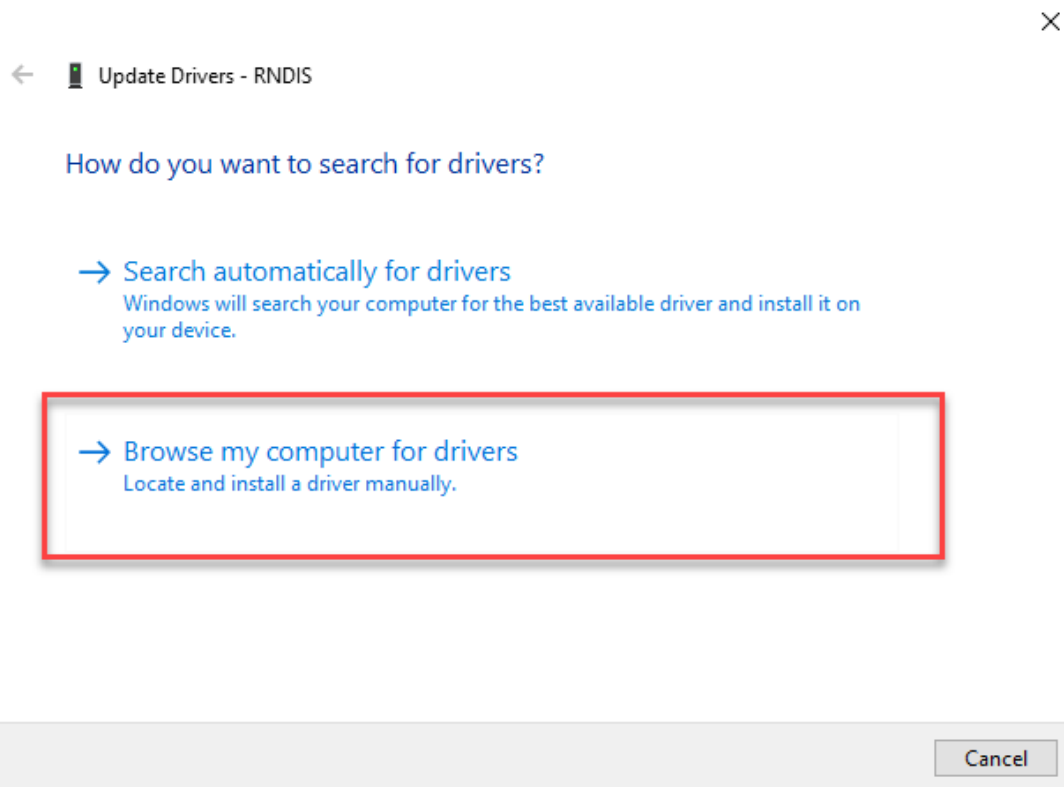 Update Drivers - RNDIS
How do you want to search for drivers?
Search automatically for drivers
Windows will search your computer for the best available driver and install it on
your device.
Browse my computer for drivers
Locate and install a driver manually.
Cancel